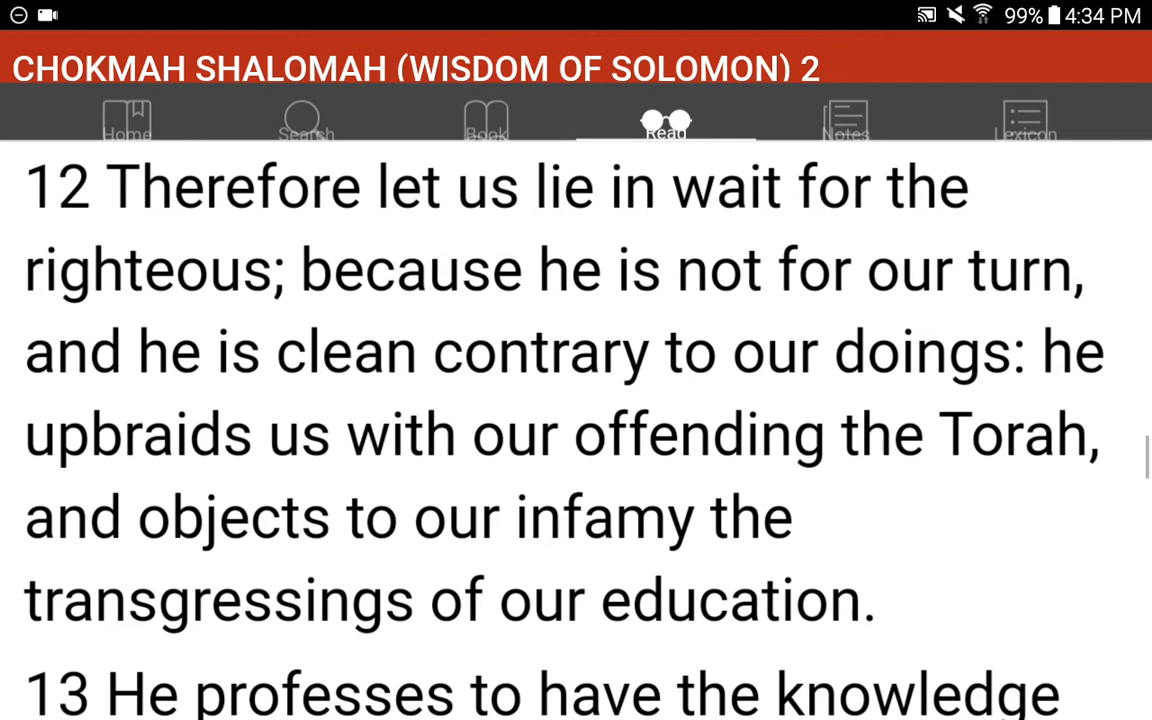 99% 4:34 PM
CHOKMAH SHALOMAH (WISDOM OF SOLOMON) 2
Home Search Book Read Notes Lexicon
12 Therefore let us lie in wait for the
righteous; because he is not for our turn,
and he is clean contrary to our doings: he
upbraids us with our offending the Torah,
and objects to our infamy the
transgressings of our education.
13 He professes to have the knowledge